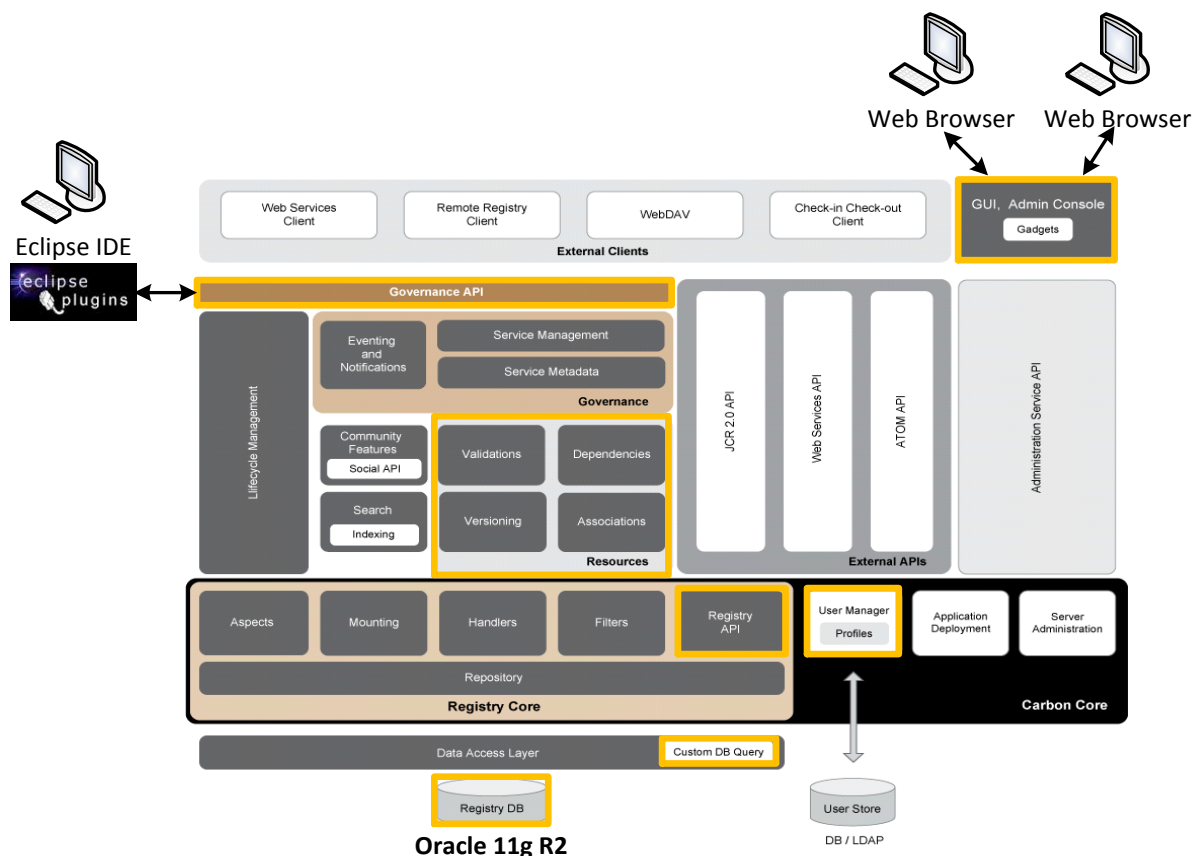 Web Browser
Web Browser
Eclipse IDE
eclipse
plugins
Web Services
Client
Remote Registry
Client
WebDAV
Check-in Check-out
Client
External Clients
GUI, Admin Console
Gadgets
Governance API
Llifecycle Management
Eventing
and
Notifications
Service Management
Service Metadata
Governance
Community
Features
Social API
Search
Indexing
Validations
Dependencies
Versioning
Associations
Resources
JCR 2.0 API
Web Services API
ATOM API
External APIs
Administration Service API
Aspects
Mounting
Handlers
Filters
Registry
API
Repository
Registry Core
User Manager
Profiles
Application
Deployment
Server
Administration
Carbon Core
Data Access Layer
Custom DB Query
Registry DB
Oracle 11g R2
User Store
DB / LDAP